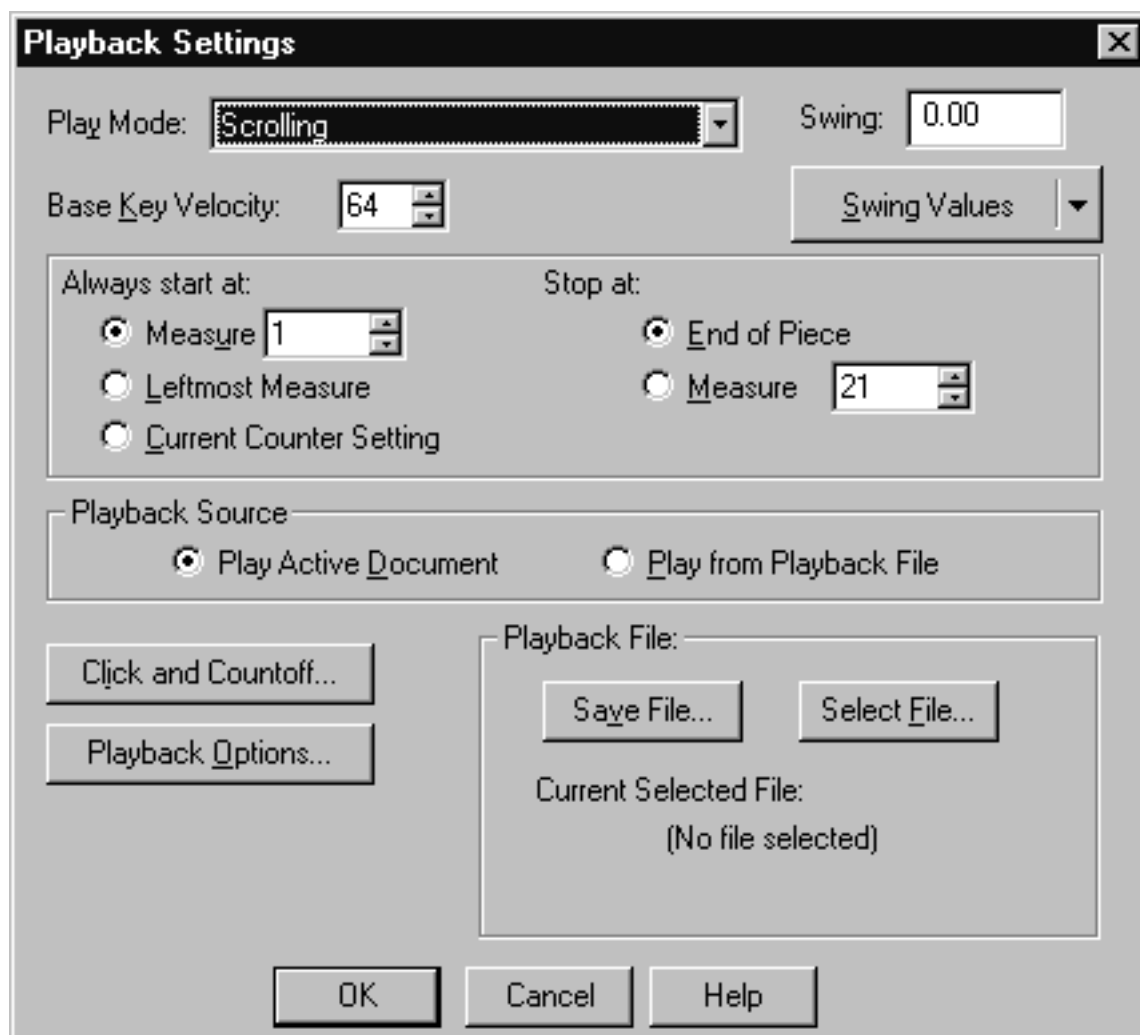 Playback Settings
Play Mode: Scrolling Swing: 0.00
Base Key Velocity: 64 Swing Values
Always start at: Stop at:
Measure 1 End of Piece
Leftmost Measure Measure 21
Current Counter Setting
Playback Source
Play Active Document Play from Playback File
Click and Countoff... Playback File:
Save File... Select File...
Playback Options...
Current Selected File:
(No file selected)
OK Cancel Help